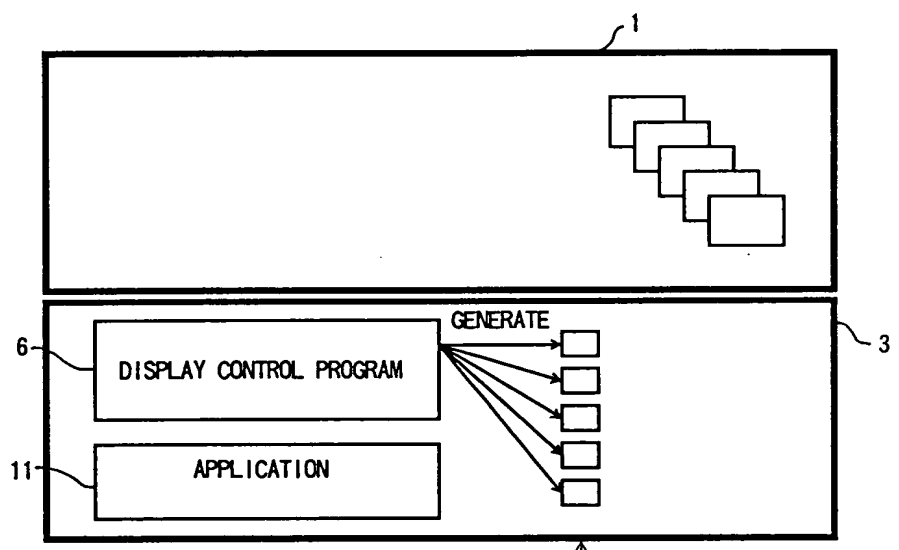 1
GENERATE
3
6
DISPLAY CONTROL PROGRAM
11
APPLICATION